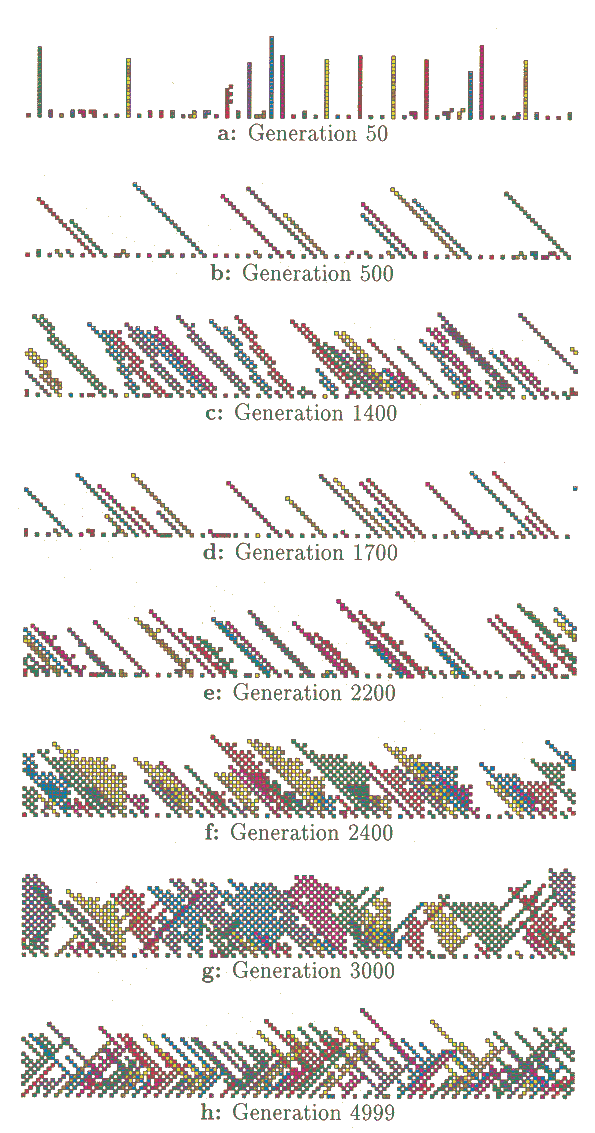 a: Generation 50
b: Generation 500
c: Generation 1400
d: Generation 1700
e: Generation 2200
f: Generation 2400
g: Generation 3000
h: Generation 4999